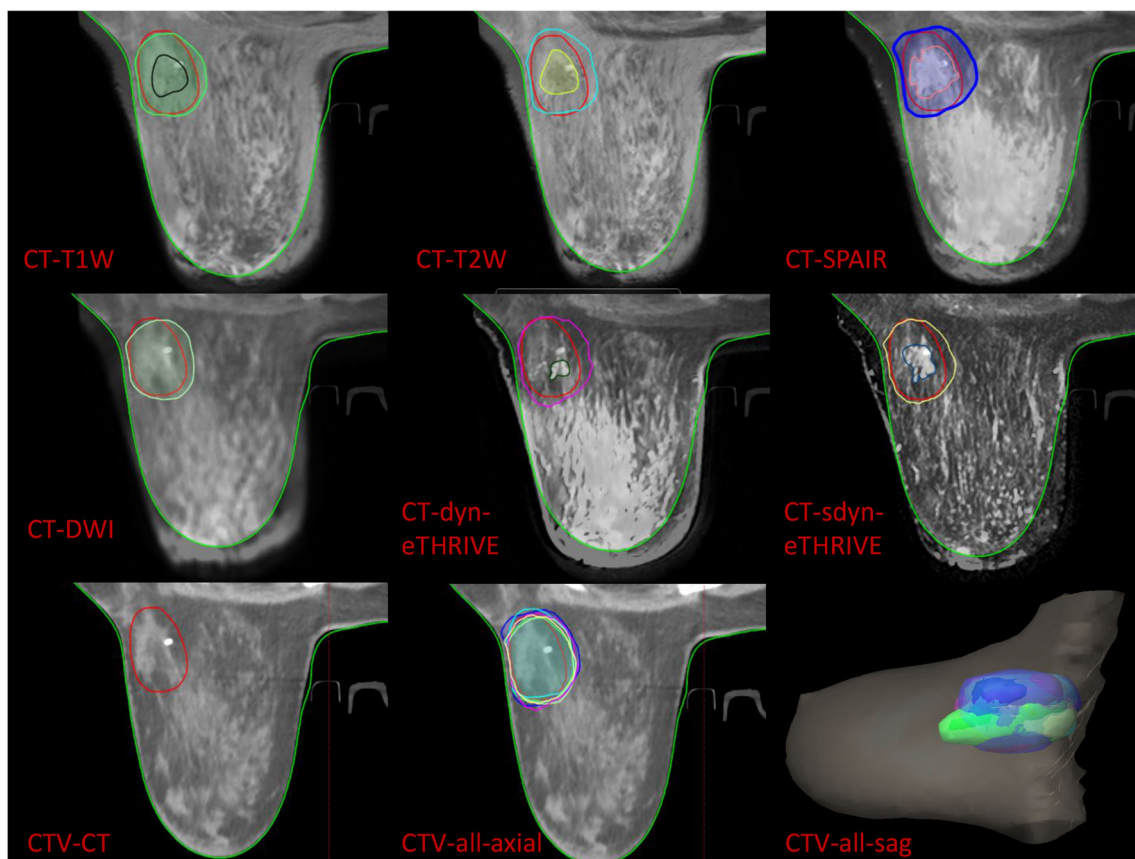 CT-T1W
CT-T2W
CT-SPAIR
CT-DWI
CT-dyn-
eTHRIVE
CT-sdyn-
eTHRIVE
CTV-CT
CTV-all-axial
CTV-all-sag